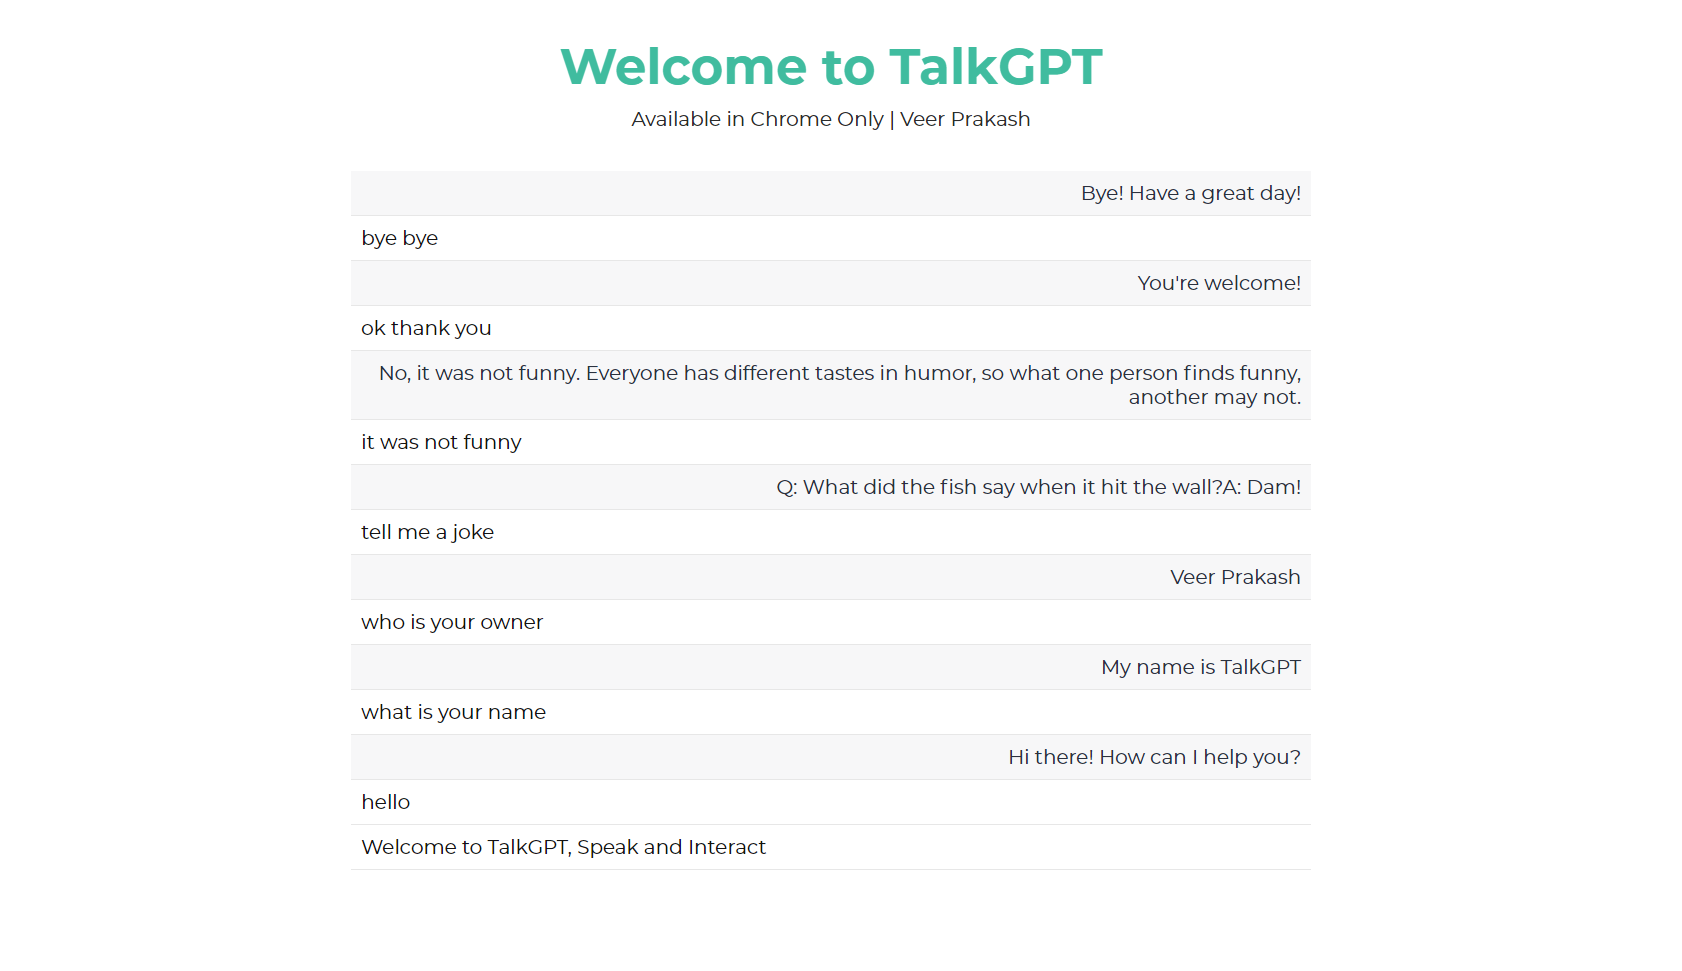 Welcome to TalkGPT
Available in Chrome Only | Veer Prakash
Bye! Have a great day!
bye bye
You're welcome!
ok thank you
No, it was not funny. Everyone has different tastes in humor, so what one person finds funny,
another may not.
it was not funny
Q: What did the fish say when it hit the wall?A: Dam!
tell me a joke
Veer Prakash
who is your owner
My name is TalkGPT
what is your name
Hi there! How can I help you?
hello
Welcome to TalkGPT, Speak and Interact